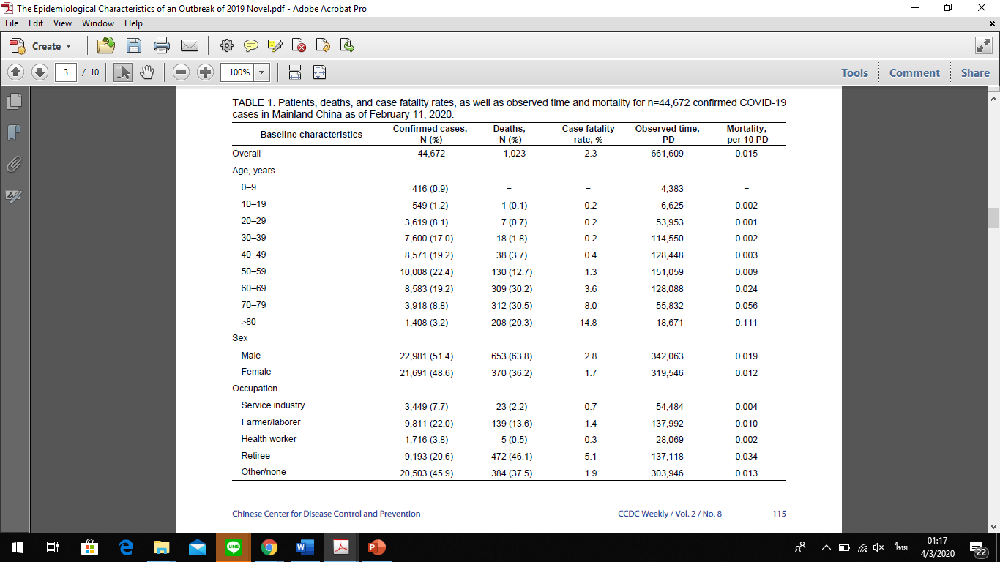 The Epidemiological Characteristics of an Outbreak of 2019 Novel.pdf - Adobe Acrobat Pro
File Edit View Window Help
Create
3 / 10 100% Tools Comment Share
TABLE 1. Patients, deaths, and case fatality rates, as well as observed time and mortality for n=44,672 confirmed COVID-19
cases in Mainland China as of February 11, 2020.
Baseline characteristics Confirmed cases, N (%) Deaths, N (%) Case fatality rate, % Observed time, PD Mortality, per 10 PD
Overall 44,672 1,023 2.3 661,609 0.015
Age, years
0–9 416 (0.9) – – 4,383 –
10–19 549 (1.2) 1 (0.1) 0.2 6,625 0.002
20–29 3,619 (8.1) 7 (0.7) 0.2 53,953 0.001
30–39 7,600 (17.0) 18 (1.8) 0.2 114,550 0.002
40–49 8,571 (19.2) 38 (3.7) 0.4 128,448 0.003
50–59 10,008 (22.4) 130 (12.7) 1.3 151,059 0.009
60–69 8,583 (19.2) 309 (30.2) 3.6 128,088 0.024
70–79 3,918 (8.8) 312 (30.5) 8.0 55,832 0.056
≥80 1,408 (3.2) 208 (20.3) 14.8 18,671 0.111
Sex
Male 22,981 (51.4) 653 (63.8) 2.8 342,063 0.019
Female 21,691 (48.6) 370 (36.2) 1.7 319,546 0.012
Occupation
Service industry 3,449 (7.7) 23 (2.2) 0.7 54,484 0.004
Farmer/laborer 9,811 (22.0) 139 (13.6) 1.4 137,992 0.010
Health worker 1,716 (3.8) 5 (0.5) 0.3 28,069 0.002
Retiree 9,193 (20.6) 472 (46.1) 5.1 137,118 0.034
Other/none 20,503 (45.9) 384 (37.5) 1.9 303,946 0.013
Chinese Center for Disease Control and Prevention CCDC Weekly / Vol. 2 / No. 8 115
LINE
ไทย
01:17
4/3/2020
22